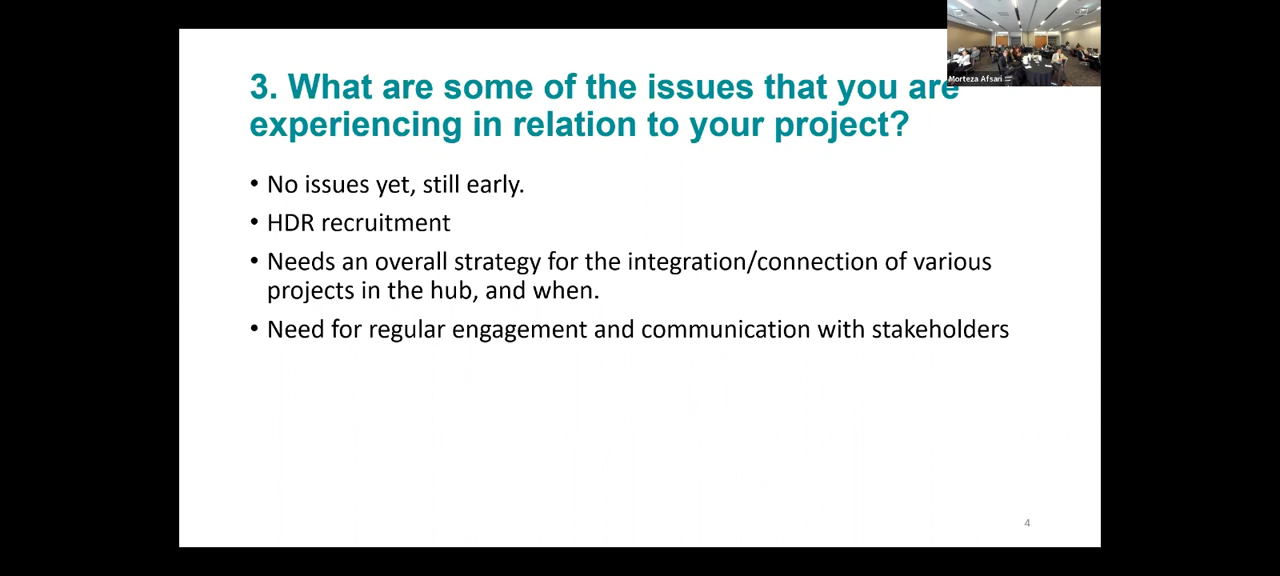 Morteza Afsari
3. What are some of the issues that you are
experiencing in relation to your project?
• No issues yet, still early.
• HDR recruitment
• Needs an overall strategy for the integration/connection of various
projects in the hub, and when.
• Need for regular engagement and communication with stakeholders
4